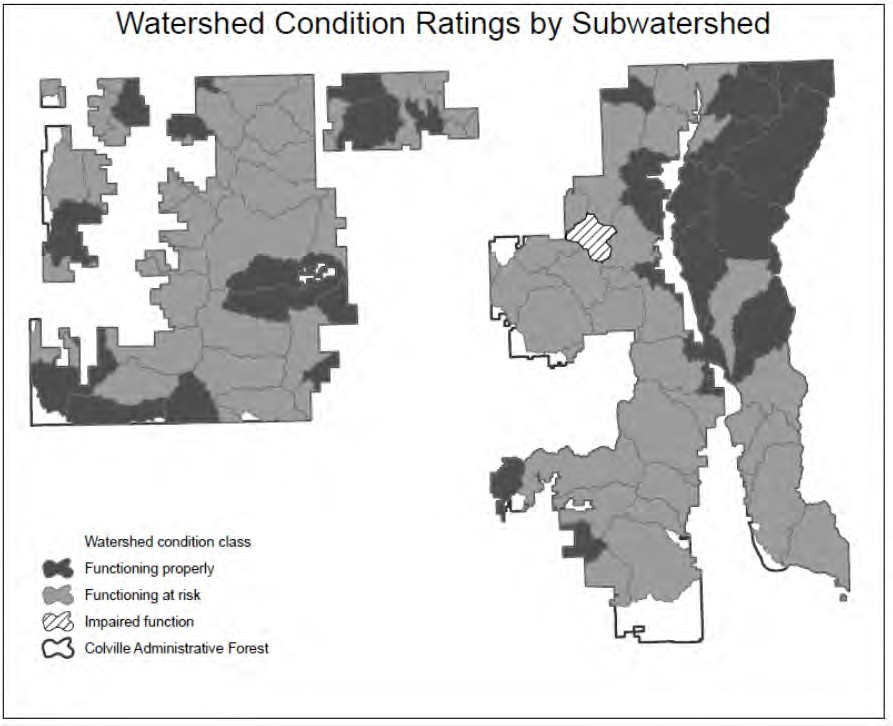 Watershed Condition Ratings by Subwatershed
Watershed condition class
Functioning properly
Functioning at risk
Impaired function
Colville Administrative Forest